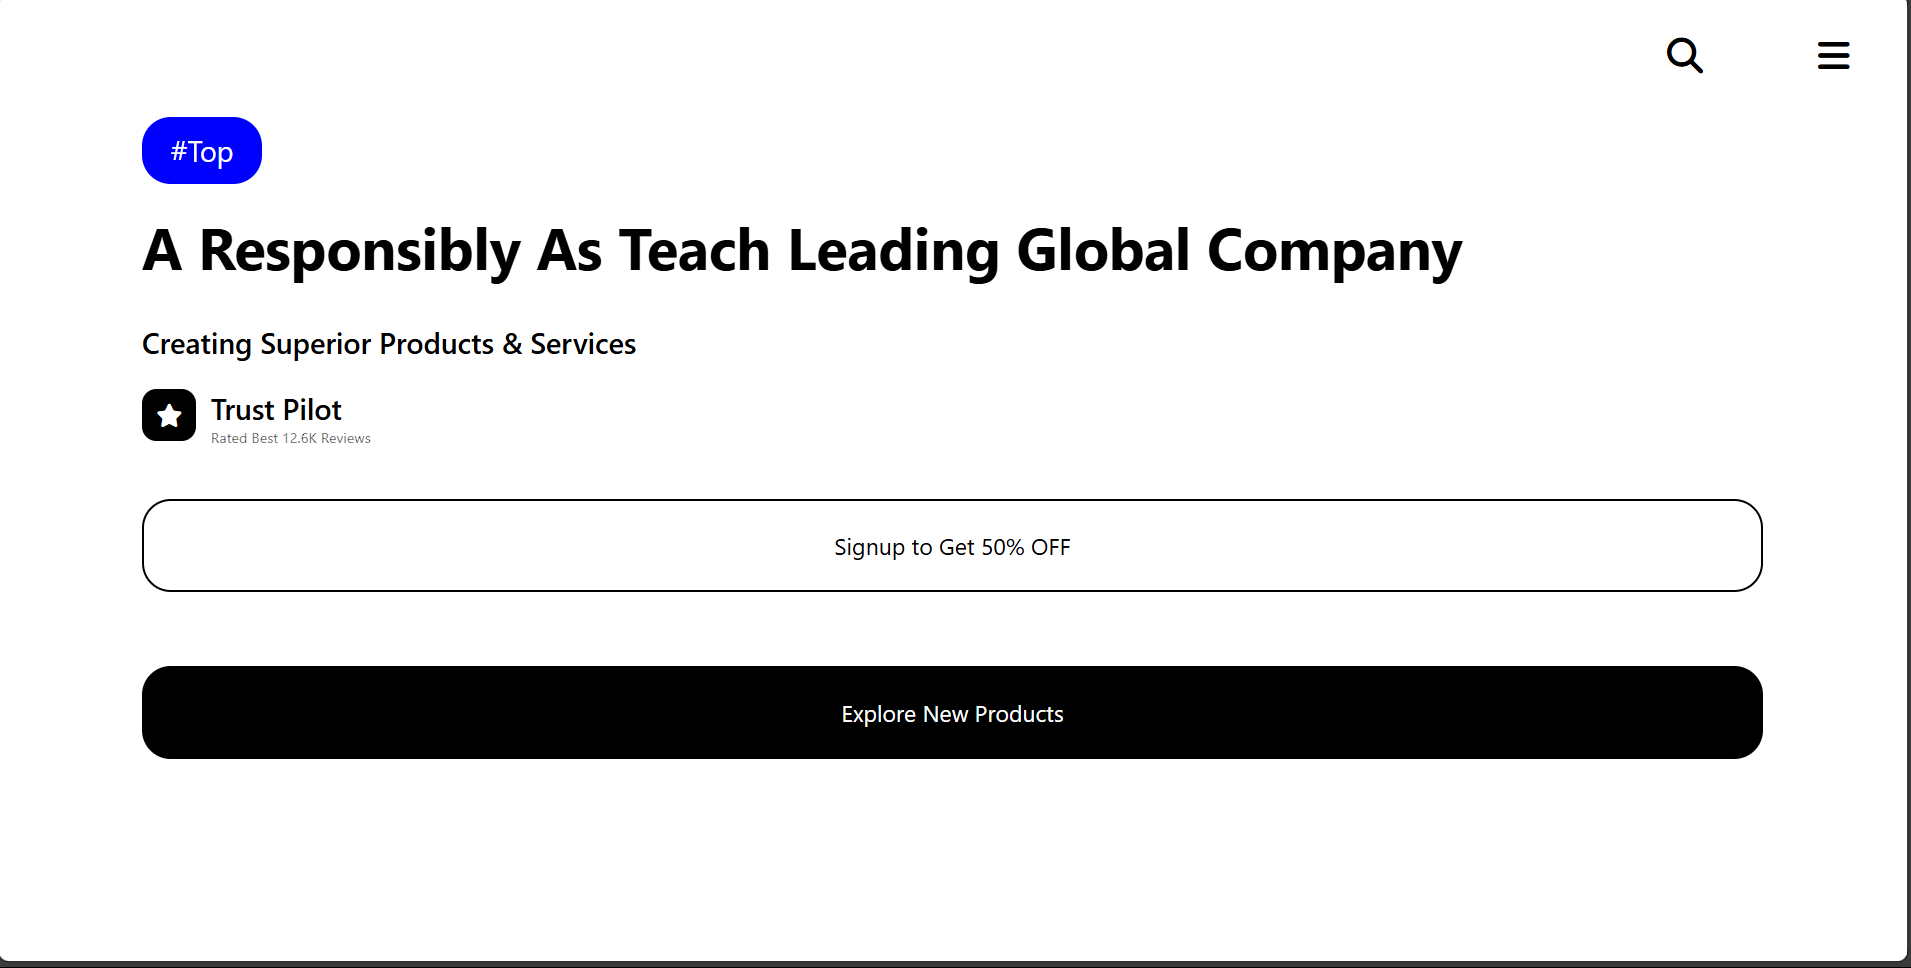 #Top
A Responsibly As Teach Leading Global Company
Creating Superior Products & Services
Trust Pilot
Rated Best 12.6K Reviews
Signup to Get 50% OFF
Explore New Products